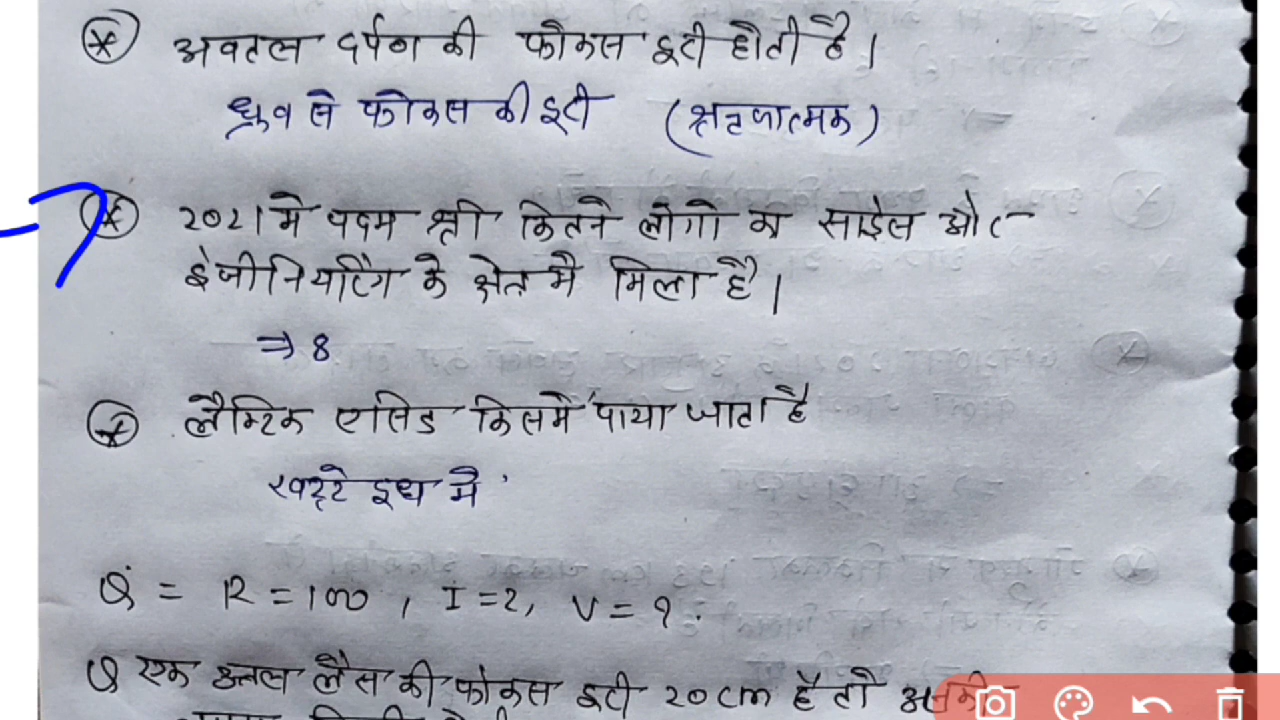 अवतल दर्पण की फोकस दुरी होती है।
ध्रुव से फोकस की दुरी (ऋणात्मक)
2021 मे पदम श्री कितने लोगो का साइंस और
इंजीनियरिंग के क्षेत्र मे मिला है।
⇒ 8
लैक्टिक एसिड किसमे पाया जाता है
खट्टे दुध मे
Q = R = 100, I = 2, V = ?
Q एक उत्तल लैंस की फोकस दुरी 20 cm है तो उसकी